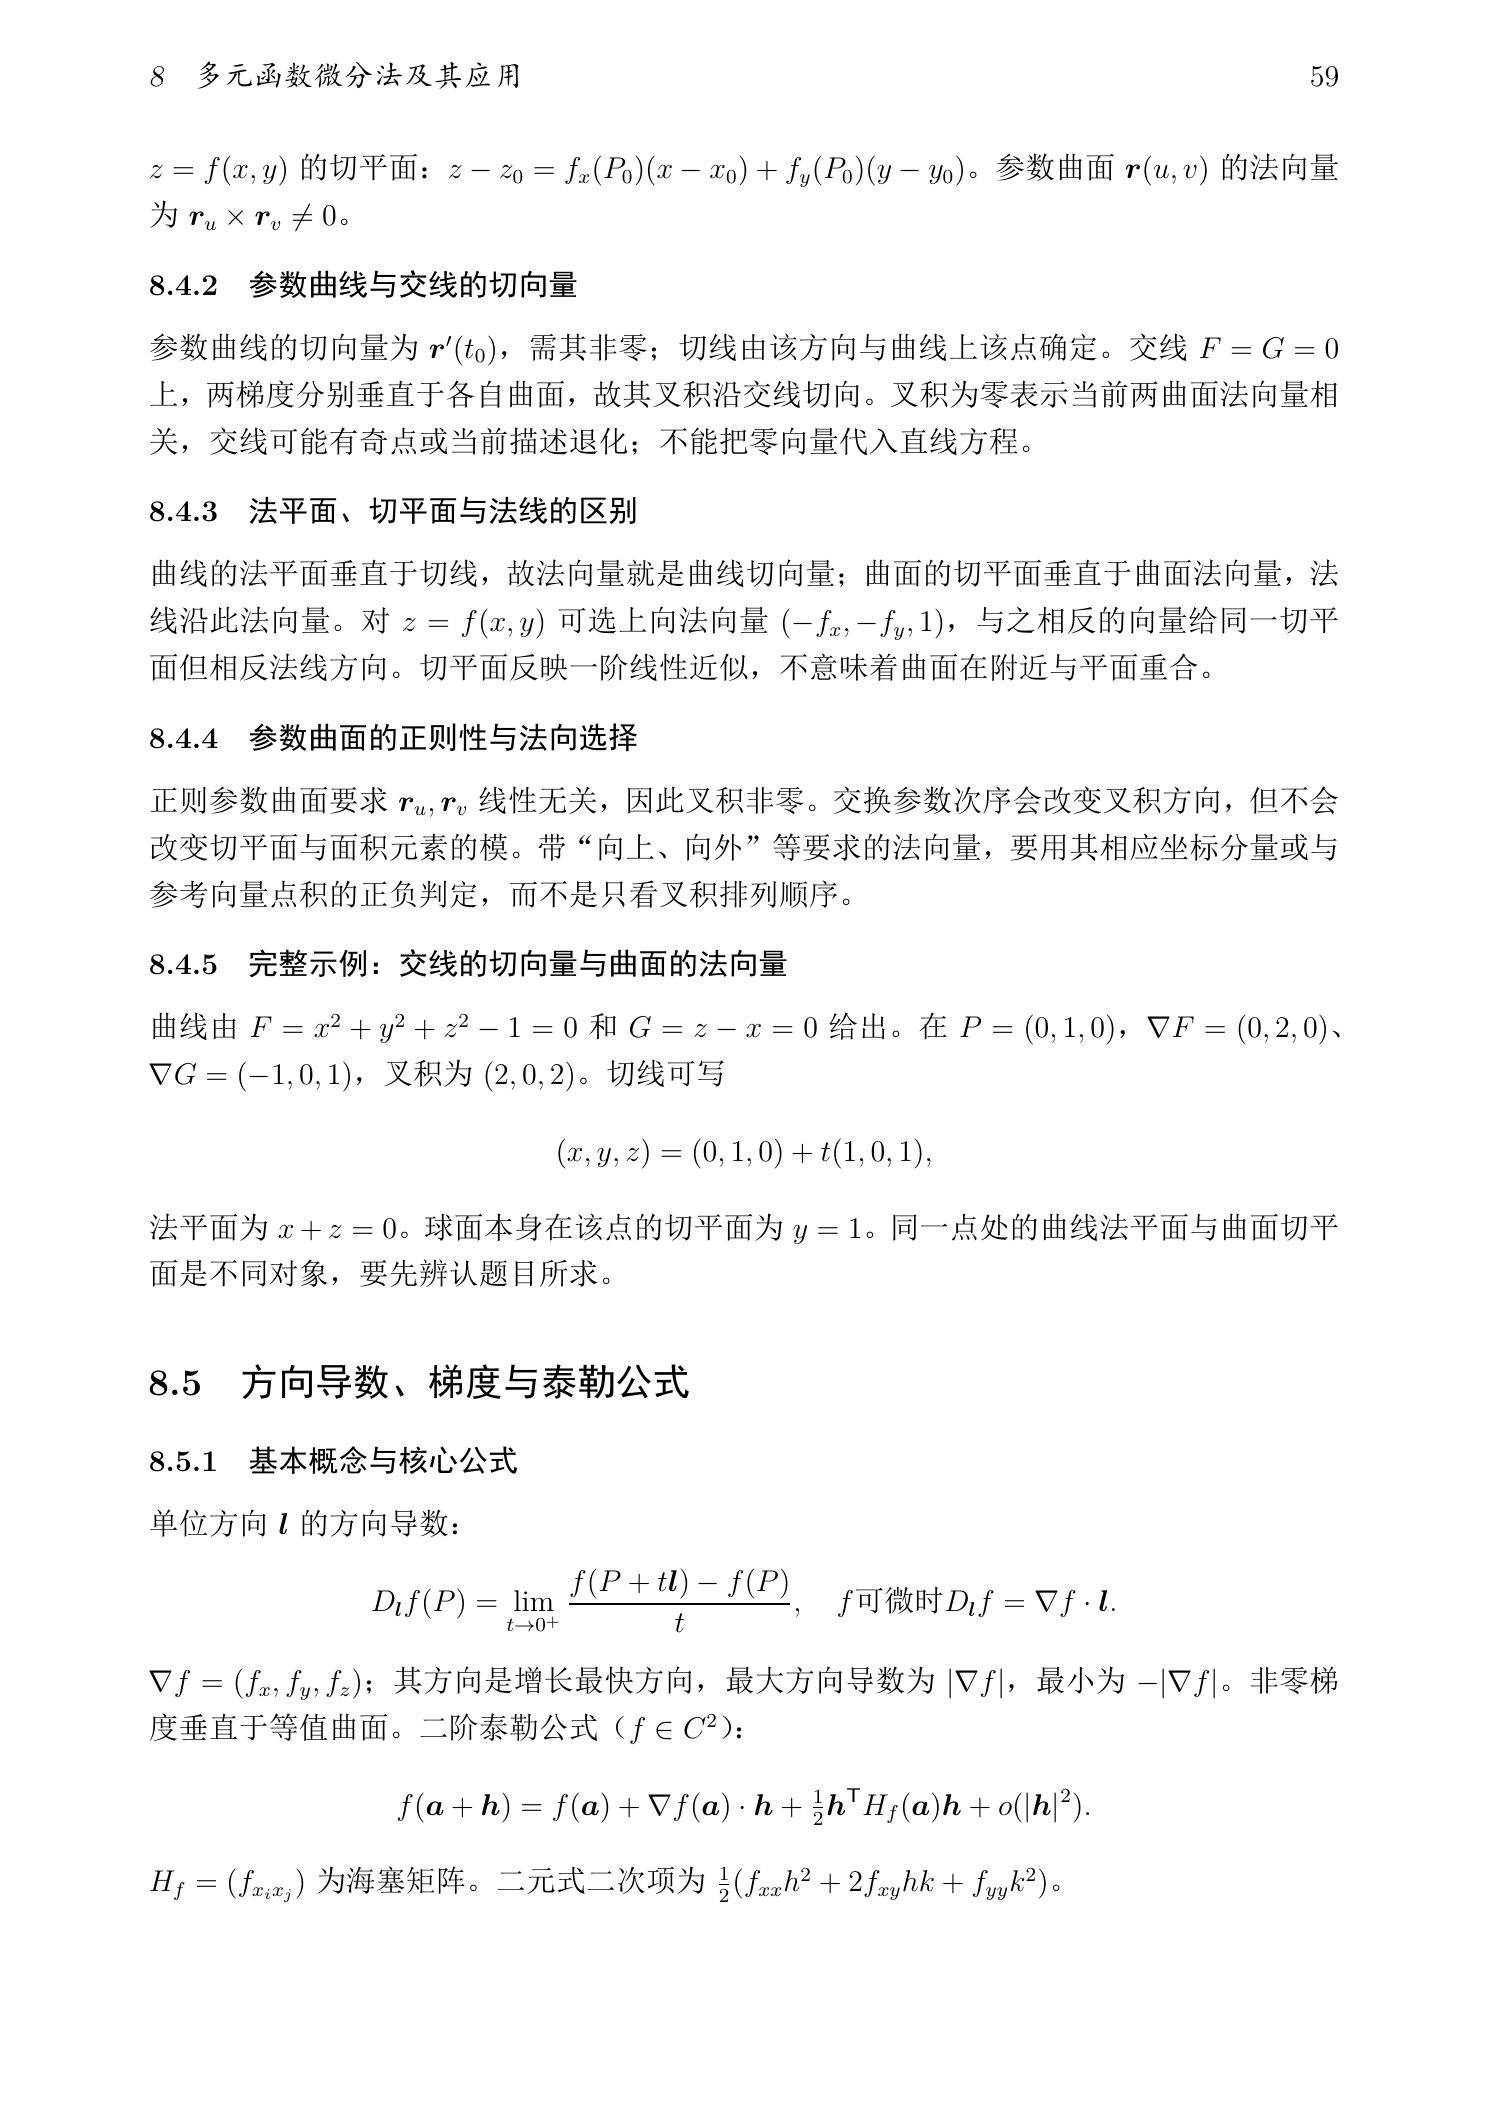 8 多元函数微分法及其应用 59
z = f(x, y) 的切平面：z − z₀ = fₓ(P₀)(x − x₀) + f_y(P₀)(y − y₀)。参数曲面 r(u, v) 的法向量
为 r_u × r_v ≠ 0。
8.4.2 参数曲线与交线的切向量
参数曲线的切向量为 r′(t₀)，需其非零；切线由该方向与曲线上该点确定。交线 F = G = 0
上，两梯度分别垂直于各自曲面，故其叉积沿交线切向。叉积为零表示当前两曲面法向量相
关，交线可能有奇点或当前描述退化；不能把零向量代入直线方程。
8.4.3 法平面、切平面与法线的区别
曲线的法平面垂直于切线，故法向量就是曲线切向量；曲面的切平面垂直于曲面法向量，法
线沿此法向量。对 z = f(x, y) 可选上向法向量 (−fₓ, −f_y, 1)，与之相反的向量给同一切平
面但相反法线方向。切平面反映一阶线性近似，不意味着曲面在附近与平面重合。
8.4.4 参数曲面的正则性与法向选择
正则参数曲面要求 r_u, r_v 线性无关，因此叉积非零。交换参数次序会改变叉积方向，但不会
改变切平面与面积元素的模。带“向上、向外”等要求的法向量，要用其相应坐标分量或与
参考向量点积的正负判定，而不是只看叉积排列顺序。
8.4.5 完整示例：交线的切向量与曲面的法向量
曲线由 F = x² + y² + z² − 1 = 0 和 G = z − x = 0 给出。在 P = (0, 1, 0)，∇F = (0, 2, 0)、
∇G = (−1, 0, 1)，叉积为 (2, 0, 2)。切线可写
(x, y, z) = (0, 1, 0) + t(1, 0, 1),
法平面为 x + z = 0。球面本身在该点的切平面为 y = 1。同一点处的曲线法平面与曲面切平
面是不同对象，要先辨认题目所求。
8.5 方向导数、梯度与泰勒公式
8.5.1 基本概念与核心公式
单位方向 l 的方向导数：
D_l f(P) = lim_{t→0⁺} (f(P + tl) − f(P))/t, f可微时D_l f = ∇f · l.
∇f = (fₓ, f_y, f_z)；其方向是增长最快方向，最大方向导数为 |∇f|，最小为 −|∇f|。非零梯
度垂直于等值曲面。二阶泰勒公式（f ∈ C²）：
f(a + h) = f(a) + ∇f(a) · h + ½h^T H_f(a)h + o(|h|²).
H_f = (f_{x_i x_j}) 为海塞矩阵。二元式二次项为 ½(f_{xx}h² + 2f_{xy}hk + f_{yy}k²)。